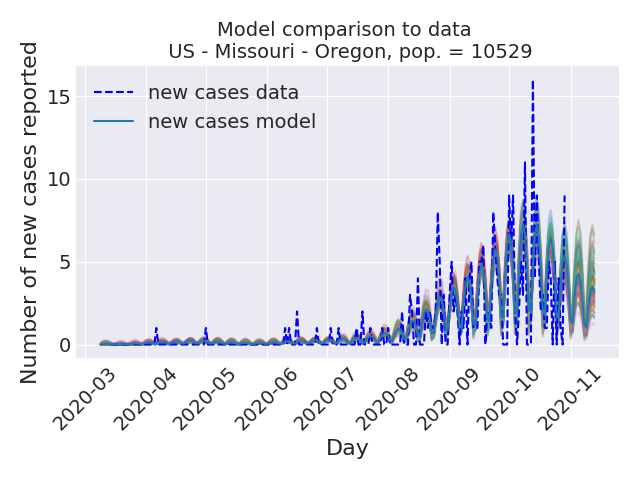 Model comparison to data
US - Missouri - Oregon, pop. = 10529
new cases data
new cases model
Number of new cases reported
15
10
5
0
2020-03
2020-04
2020-05
2020-06
2020-07
2020-08
2020-09
2020-10
2020-11
Day